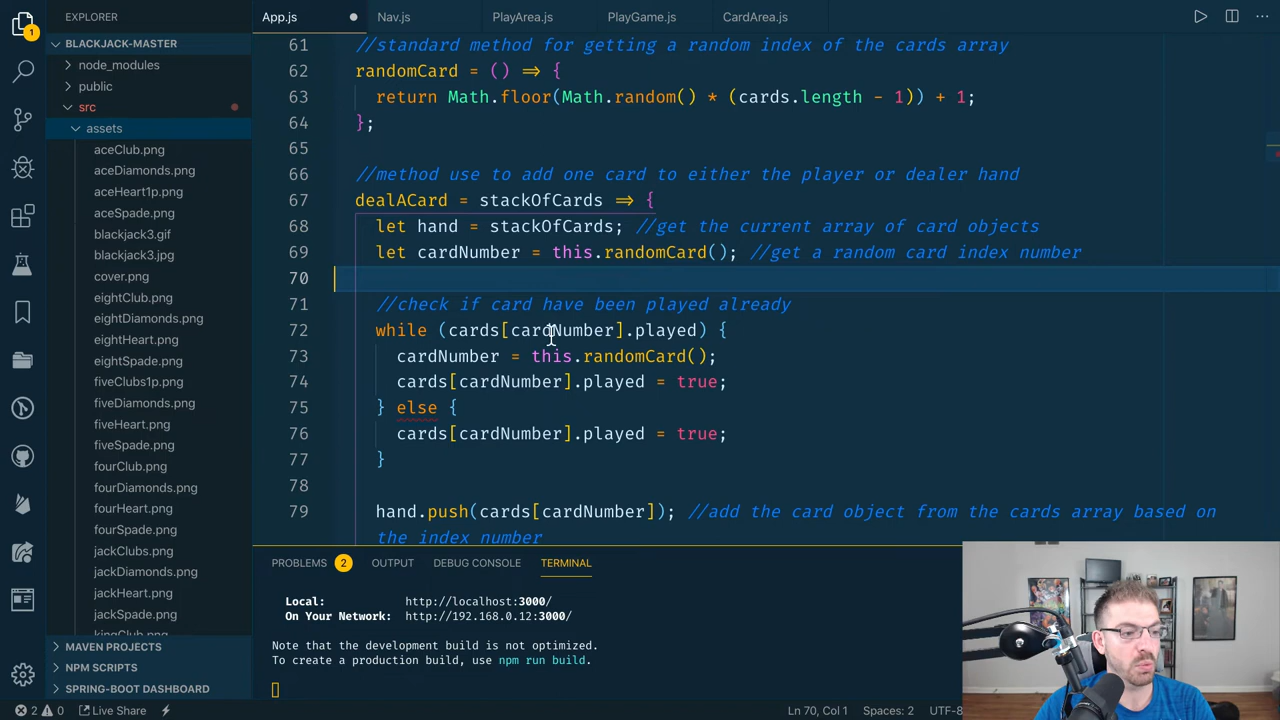 EXPLORER
App.js
Nav.js
PlayArea.js
PlayGame.js
CardArea.js
1
BLACKJACK-MASTER
node_modules
public
src
assets
aceClub.png
aceDiamonds.png
aceHeart1p.png
aceSpade.png
blackjack3.gif
blackjack3.jpg
cover.png
eightClub.png
eightDiamonds.png
eightHeart.png
eightSpade.png
fiveClubs1p.png
fiveDiamonds.png
fiveHeart.png
fiveSpade.png
fourClub.png
fourDiamonds.png
fourHeart.png
fourSpade.png
jackClubs.png
jackDiamonds.png
jackHeart.png
jackSpade.png
MAVEN PROJECTS
NPM SCRIPTS
SPRING-BOOT DASHBOARD
61 //standard method for getting a random index of the cards array
62 randomCard = () => {
63 return Math.floor(Math.random() * (cards.length - 1)) + 1;
64 };
65
66 //method use to add one card to either the player or dealer hand
67 dealACard = stackOfCards => {
68 let hand = stackOfCards; //get the current array of card objects
69 let cardNumber = this.randomCard(); //get a random card index number
70
71 //check if card have been played already
72 while (cards[cardNumber].played) {
73 cardNumber = this.randomCard();
74 cards[cardNumber].played = true;
75 } else {
76 cards[cardNumber].played = true;
77 }
78
79 hand.push(cards[cardNumber]); //add the card object from the cards array based on
the index number
PROBLEMS 2 OUTPUT DEBUG CONSOLE TERMINAL
Local: http://localhost:3000/
On Your Network: http://192.168.0.12:3000/
Note that the development build is not optimized.
To create a production build, use npm run build.
2 0 Live Share
Ln 70, Col 1 Spaces: 2 UTF-8